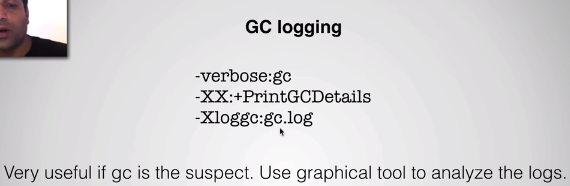 GC logging
-verbose:gc
-XX:+PrintGCDetails
-Xloggc:gc.log
Very useful if gc is the suspect. Use graphical tool to analyze the logs.